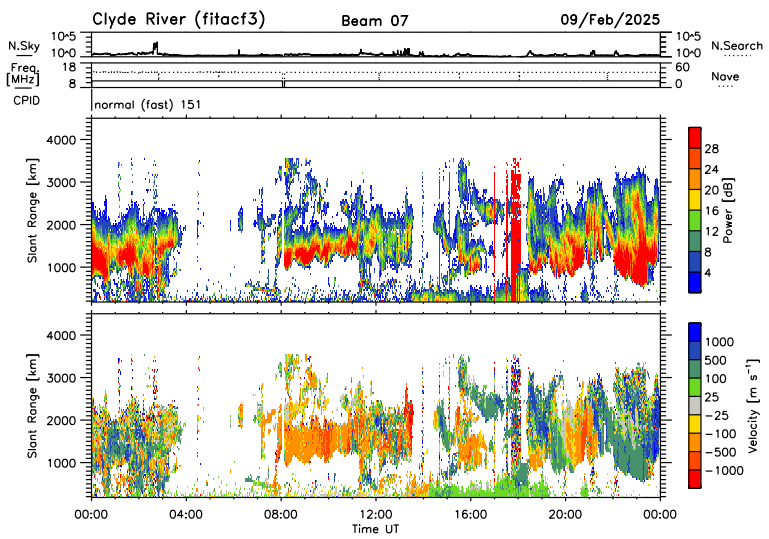 Clyde River (fitacf3) Beam 07 09/Feb/2025
N.Sky 10^5 10^0 10^5 10^0 N.Search
Freq. [MHz] 18 8 60 0 Nave
CPID normal (fast) 151
Slant Range [km] 4000 3000 2000 1000
28 24 20 16 12 8 4 Power [dB]
Slant Range [km] 4000 3000 2000 1000
1000 500 100 25 −25 −100 −500 −1000 Velocity [m s⁻¹]
00:00 04:00 08:00 12:00 16:00 20:00 00:00
Time UT